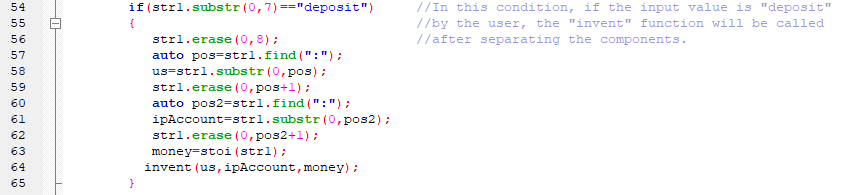 54 if(str1.substr(0,7)=="deposit") //In this condition, if the input value is "deposit"
55 { //by the user, the "invent" function will be called
56 str1.erase(0,8); //after separating the components.
57 auto pos=str1.find(":");
58 us=str1.substr(0,pos);
59 str1.erase(0,pos+1);
60 auto pos2=str1.find(":");
61 ipAccount=str1.substr(0,pos2);
62 str1.erase(0,pos2+1);
63 money=stoi(str1);
64 invent(us,ipAccount,money);
65 }